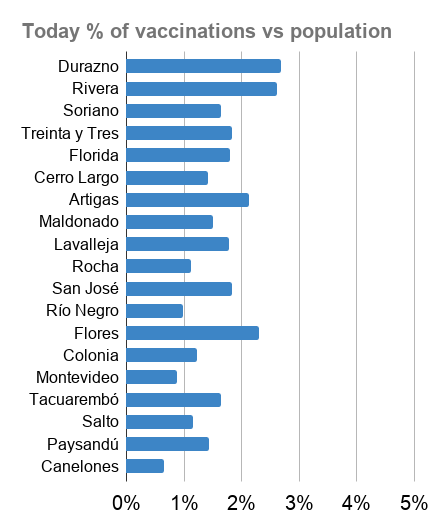 Today % of vaccinations vs population
Durazno
Rivera
Soriano
Treinta y Tres
Florida
Cerro Largo
Artigas
Maldonado
Lavalleja
Rocha
San José
Río Negro
Flores
Colonia
Montevideo
Tacuarembó
Salto
Paysandú
Canelones
0% 1% 2% 3% 4% 5%